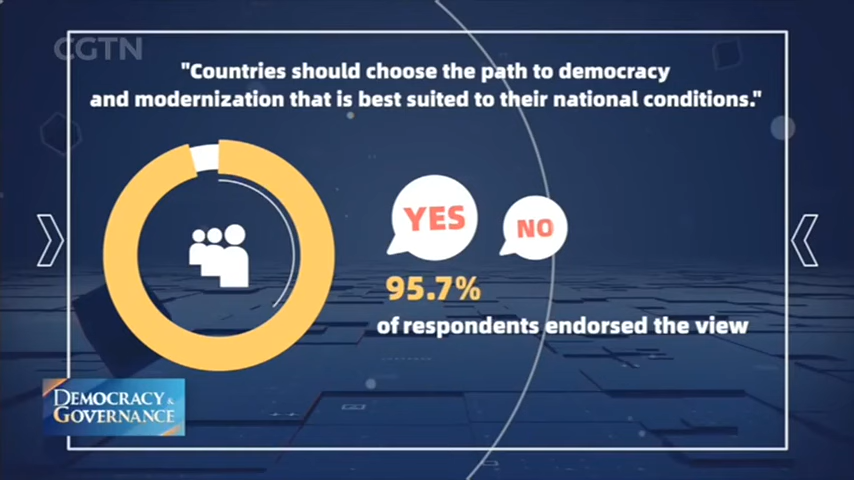 CGTN
"Countries should choose the path to democracy
and modernization that is best suited to their national conditions."
YES
NO
95.7%
of respondents endorsed the view
DEMOCRACY &
GOVERNANCE